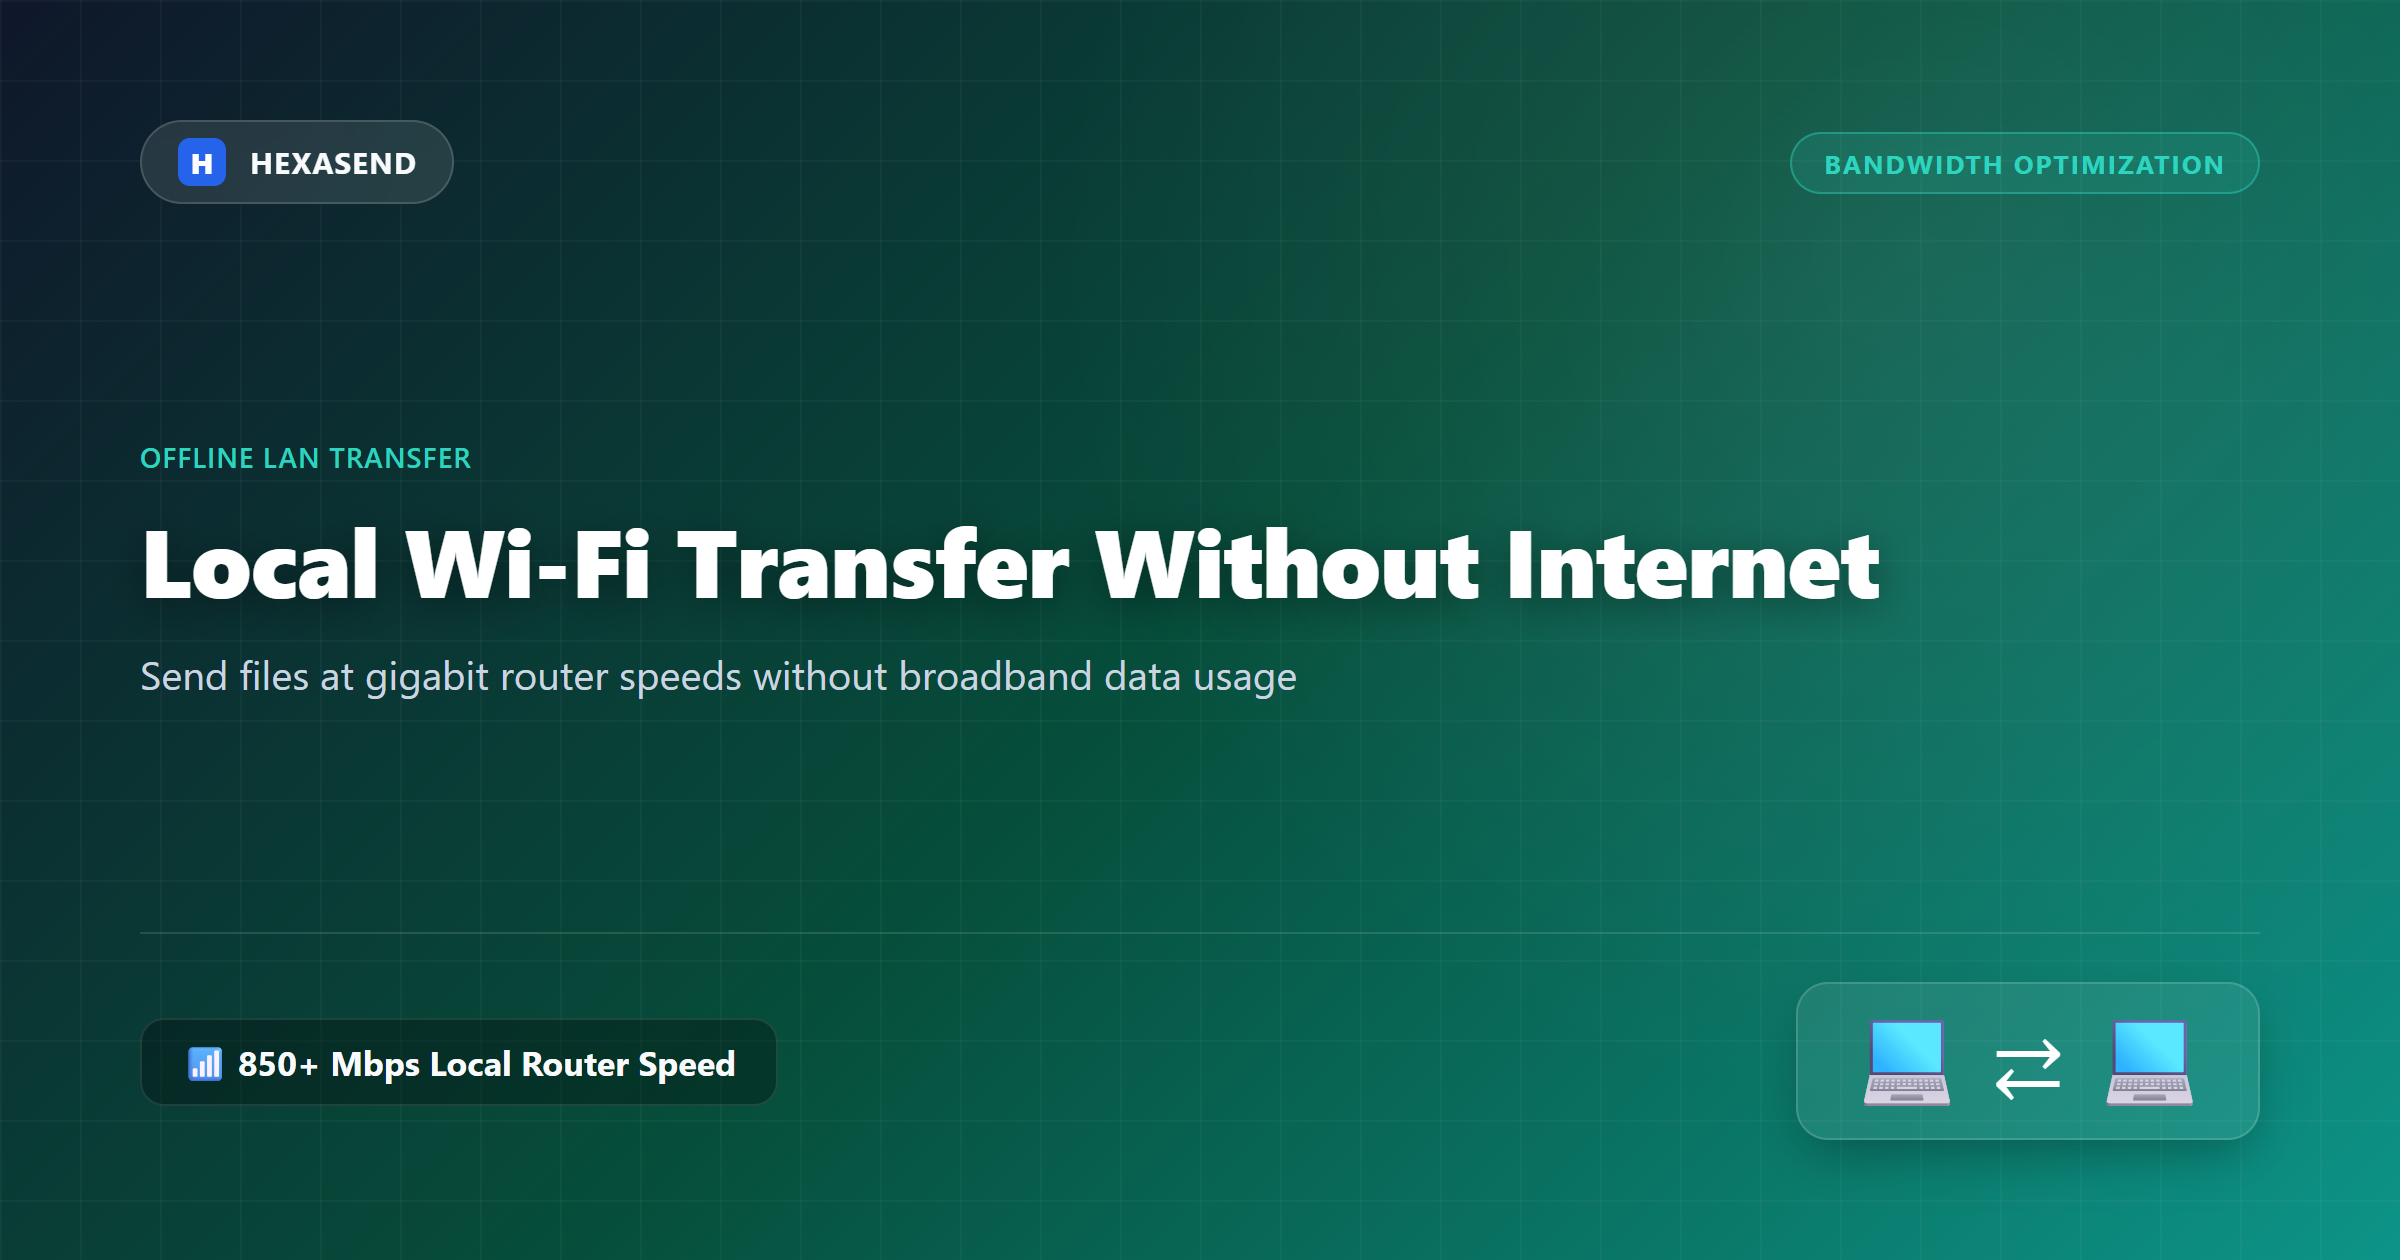 H HEXASEND
BANDWIDTH OPTIMIZATION
OFFLINE LAN TRANSFER
Local Wi-Fi Transfer Without Internet
Send files at gigabit router speeds without broadband data usage
850+ Mbps Local Router Speed